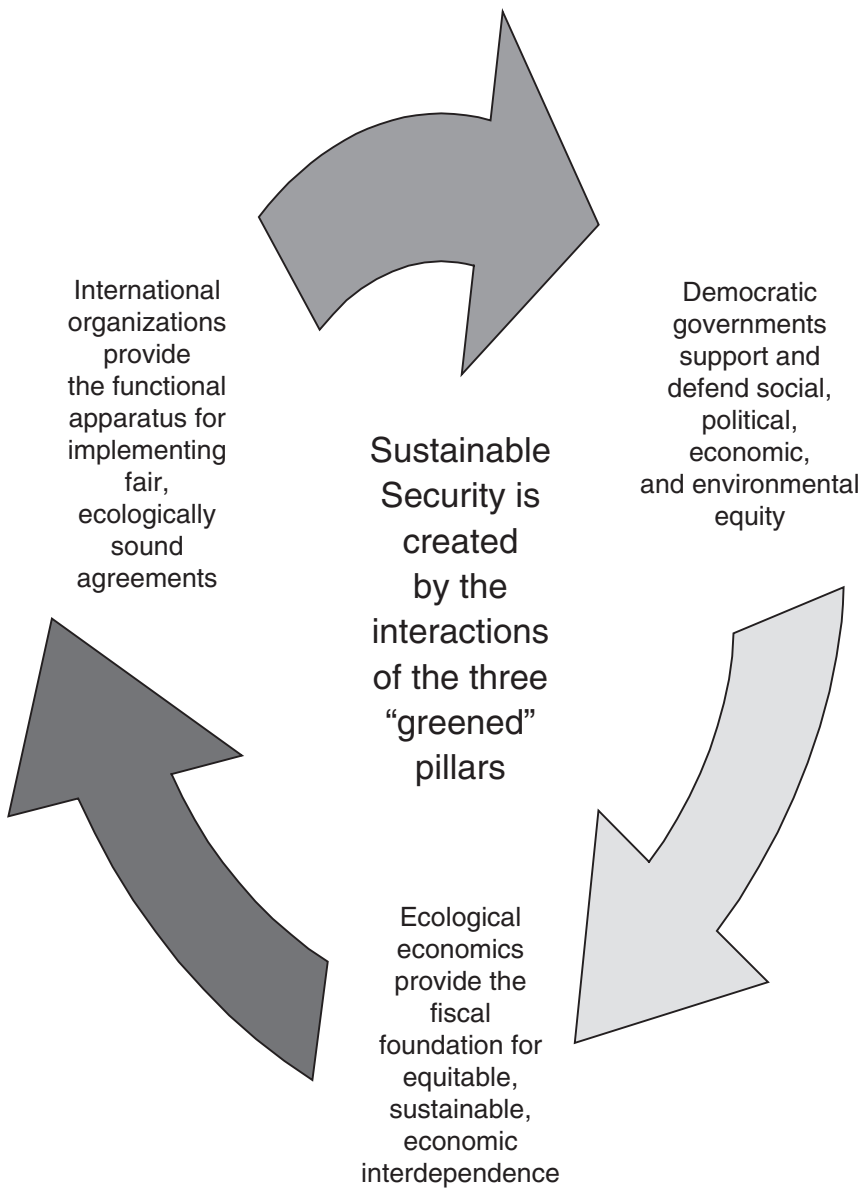 International
organizations
provide
the functional
apparatus for
implementing
fair,
ecologically
sound
agreements
Democratic
governments
support and
defend social,
political,
economic,
and environmental
equity
Sustainable
Security is
created
by the
interactions
of the three
“greened”
pillars
Ecological
economics
provide the
fiscal
foundation for
equitable,
sustainable,
economic
interdependence